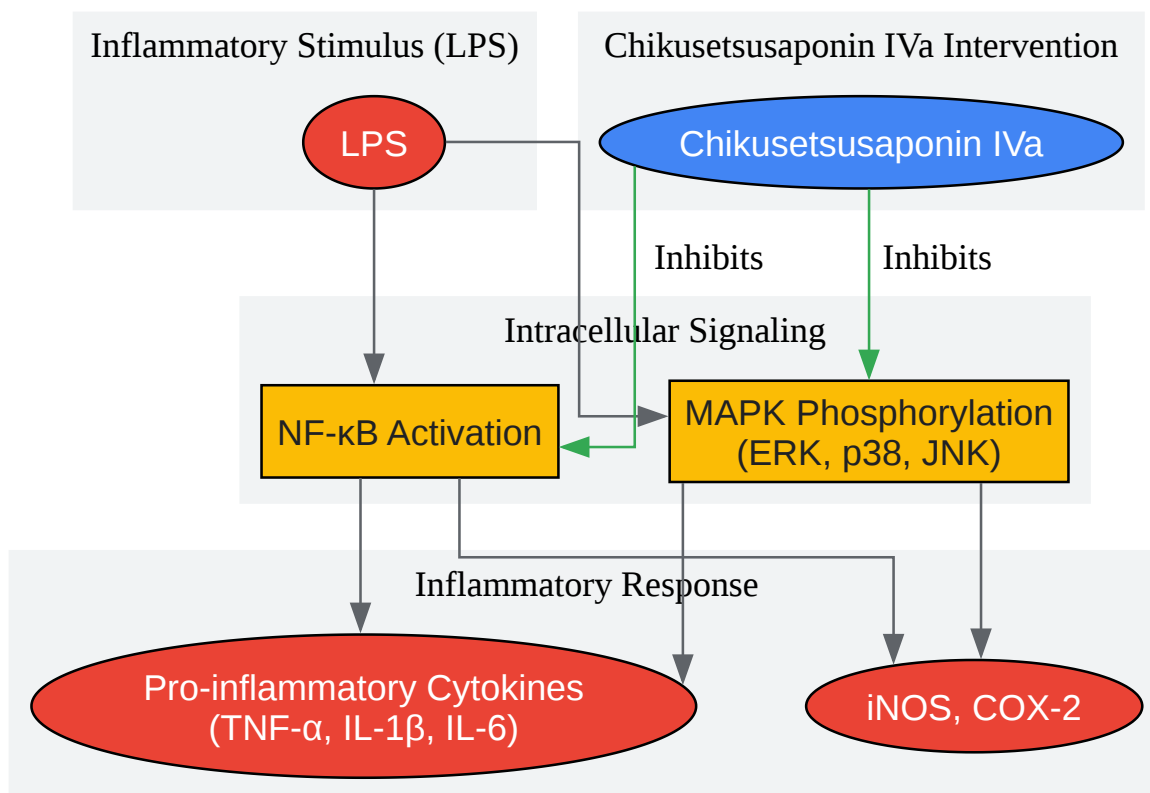 Inflammatory Stimulus (LPS)
Chikusetsusaponin IVa Intervention
LPS
Chikusetsusaponin IVa
Inhibits
Inhibits
Intracellular Signaling
NF-κB Activation
MAPK Phosphorylation
(ERK, p38, JNK)
Inflammatory Response
Pro-inflammatory Cytokines
(TNF-α, IL-1β, IL-6)
iNOS, COX-2